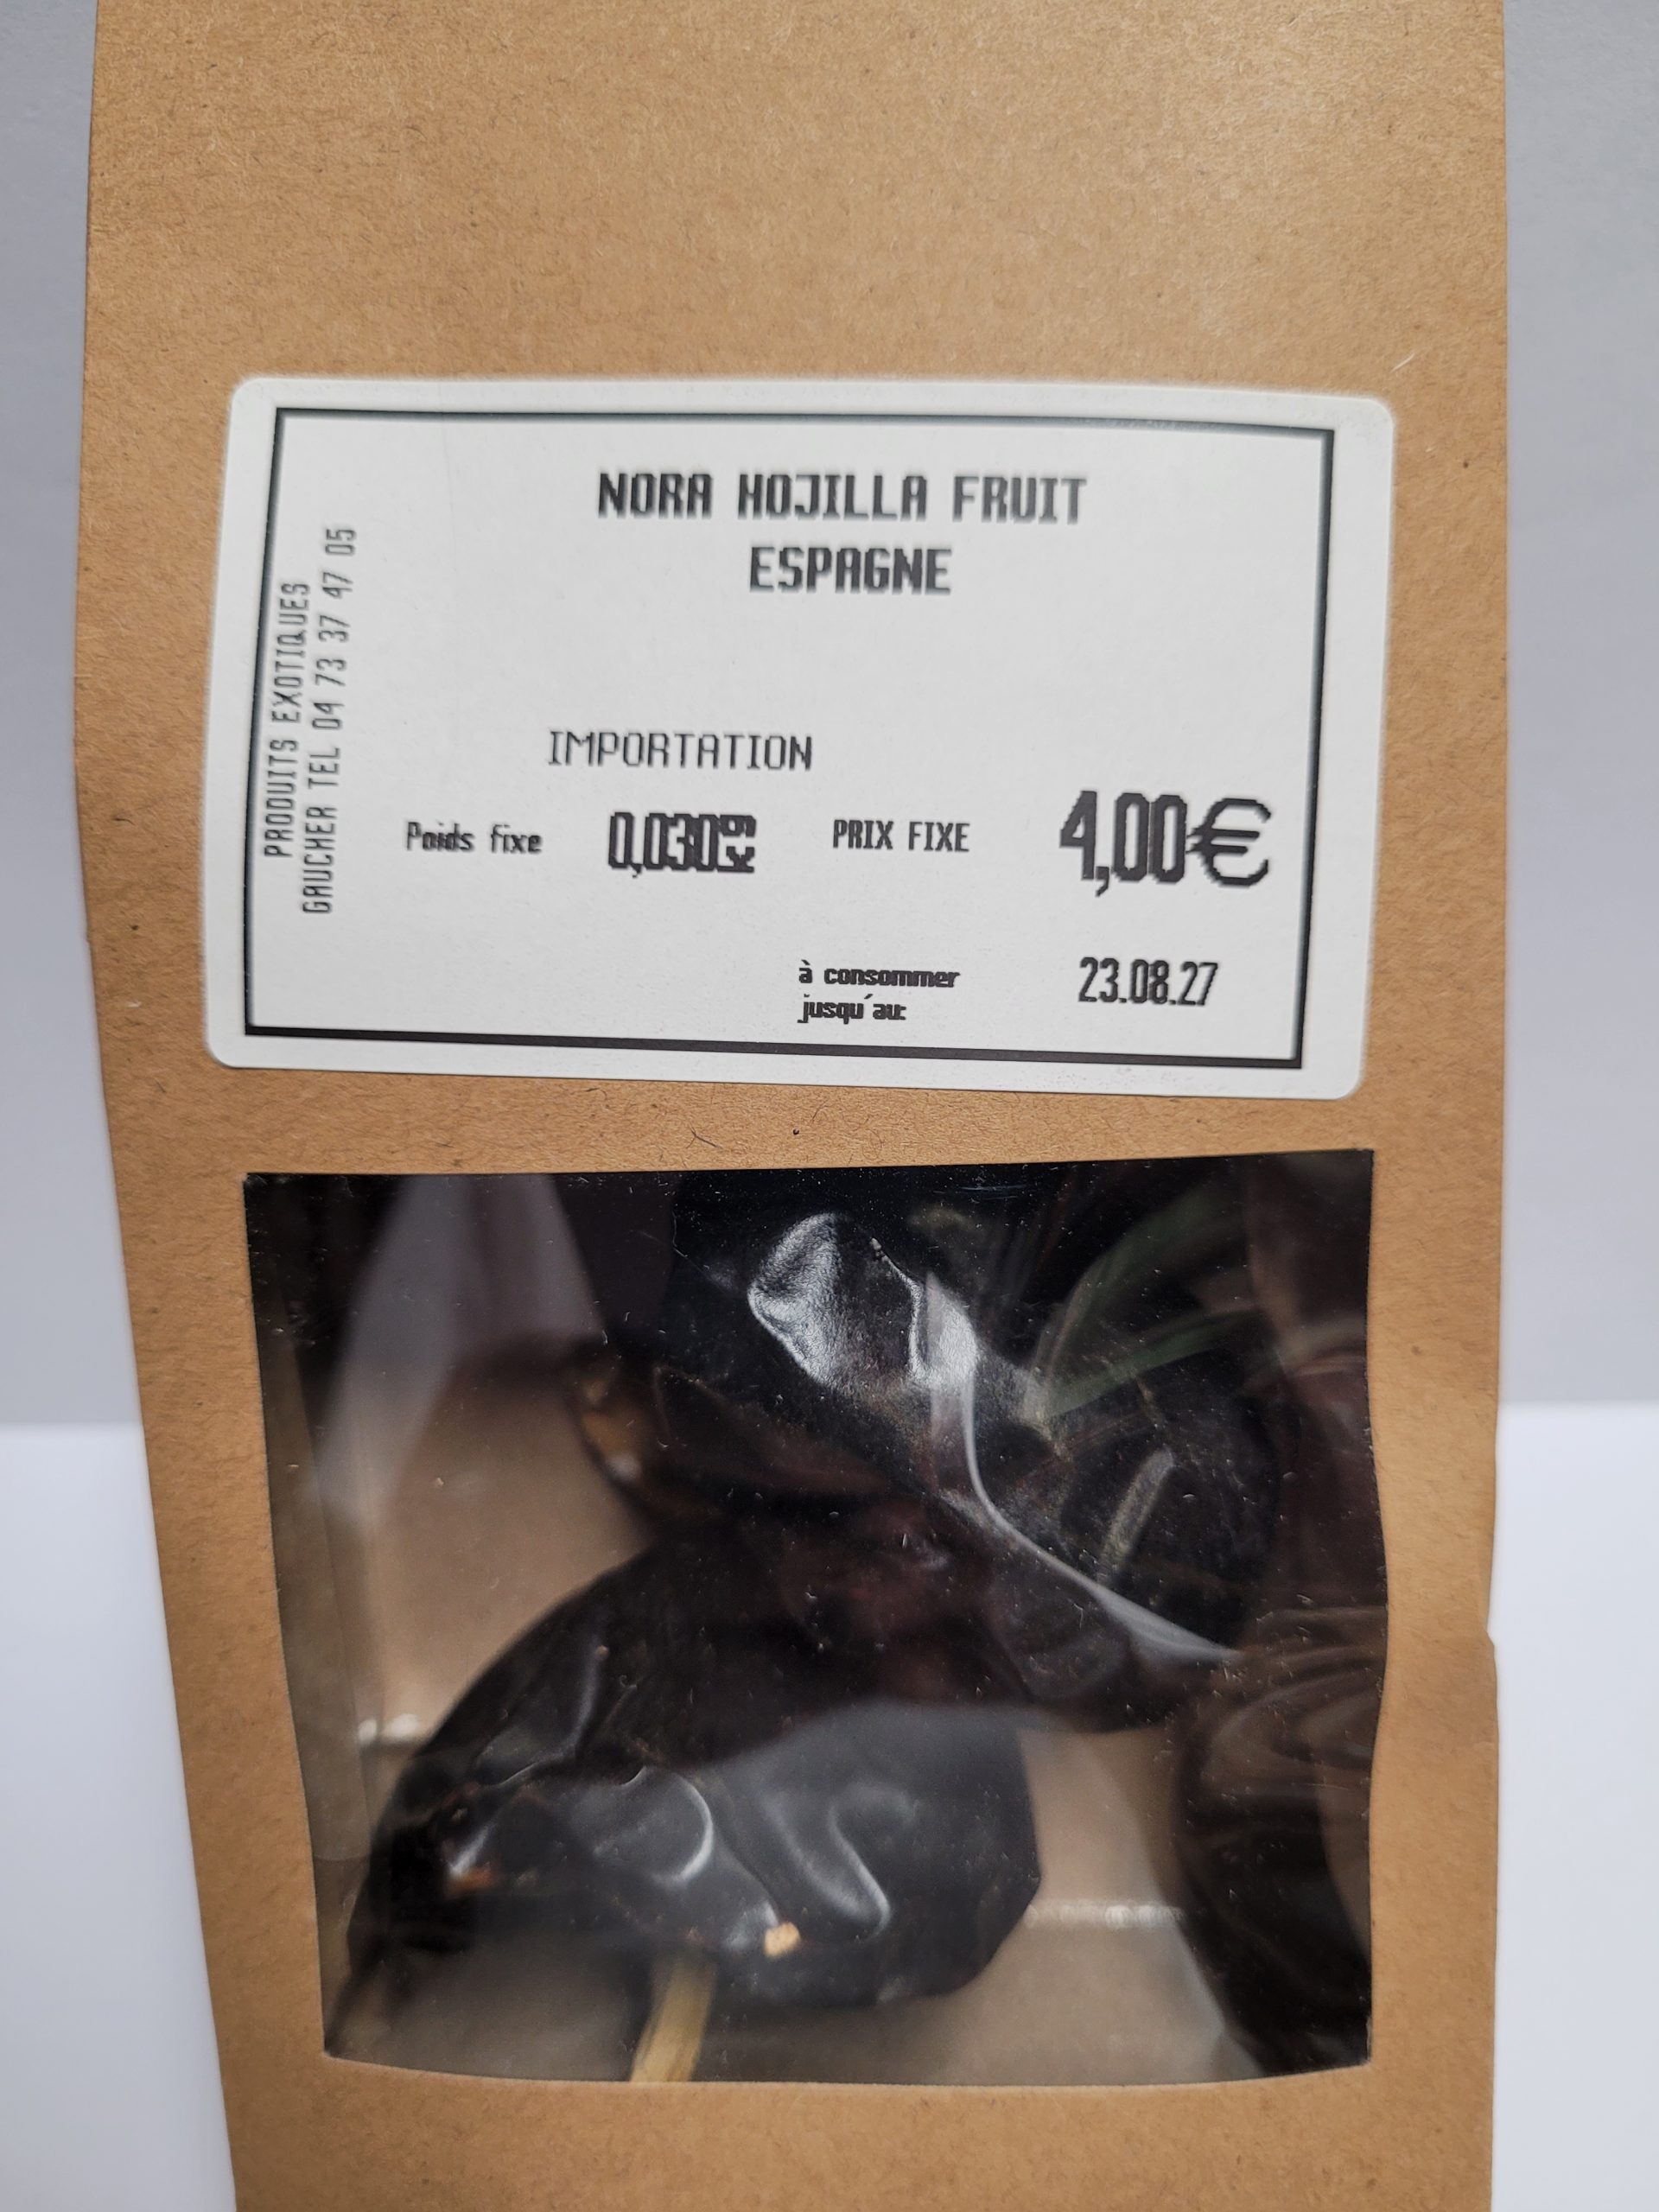 NORA HOJILLA FRUIT
ESPAGNE
PRODUITS EXOTIQUES
GAUCHER TEL 04 73 37 47 05
IMPORTATION
Poids fixe 0,030kg PRIX FIXE 4,00€
à consommer 23.08.27
jusqu'au: